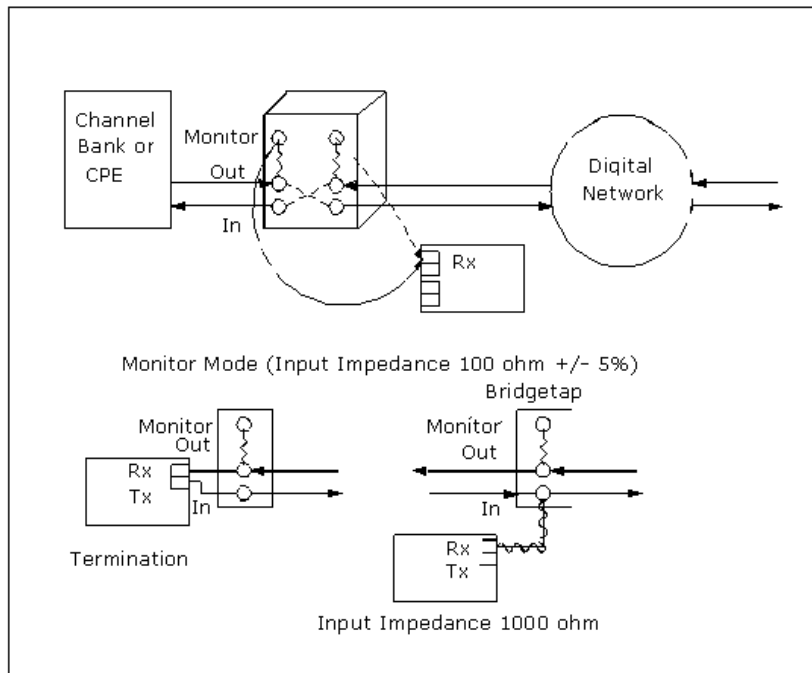 Channel
Bank or
CPE
Monitor
Out
In
Digital
Network
Rx
Monitor Mode (Input Impedance 100 ohm +/- 5%)
Bridgetap
Monitor
Out
Rx
Tx
In
Termination
Monitor
Out
In
Rx
Tx
Input Impedance 1000 ohm